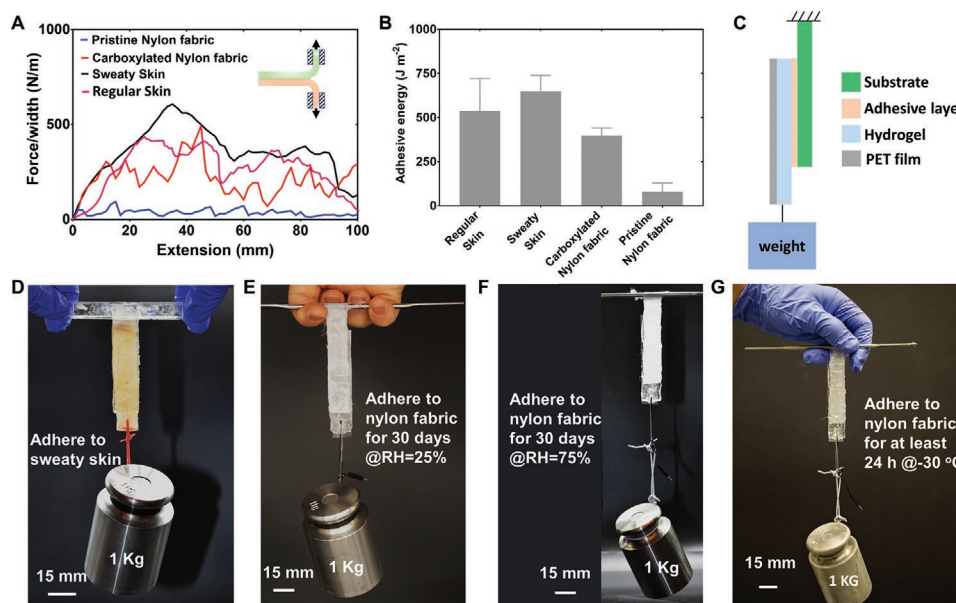 A
Pristine Nylon fabric
Carboxylated Nylon fabric
Sweaty Skin
Regular Skin
Force/width (N/m)
1000
500
0
0
20
40
60
80
100
Extension (mm)
B
Adhesive energy (J m⁻²)
1000
750
500
250
0
Regular
Skin
Sweaty
Skin
Carboxylated
Nylon fabric
Pristine
Nylon fabric
C
Substrate
Adhesive laye
Hydrogel
PET film
weight
D
Adhere to
sweaty skin
1 Kg
15 mm
E
Adhere to
nylon fabric
for 30 days
@RH=25%
1 Kg
15 mm
F
Adhere to
nylon fabric
for 30 days
@RH=75%
1 Kg
15 mm
G
Adhere to
nylon fabric
for at least
24 h @-30 °C
1 KG
15 mm